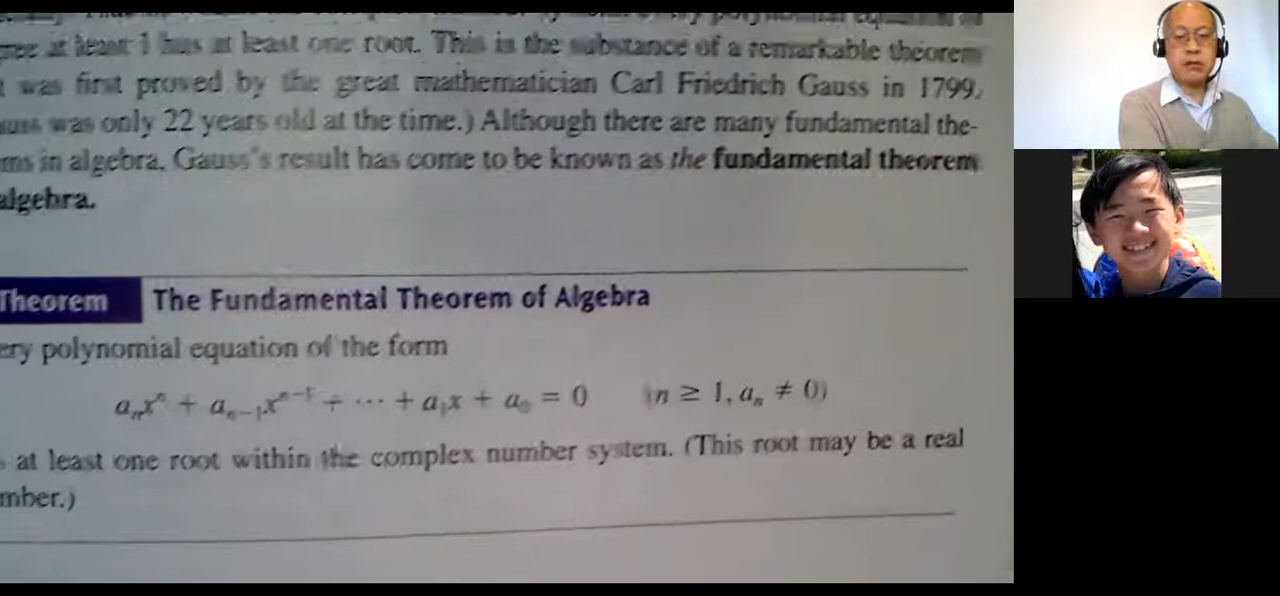 at least 1 has at least one root. This is the substance of a remarkable theorem
was first proved by the great mathematician Carl Friedrich Gauss in 1799.
was only 22 years old at the time.) Although there are many fundamental the-
ms in algebra, Gauss's result has come to be known as the fundamental theorem
algebra.
Theorem The Fundamental Theorem of Algebra
ery polynomial equation of the form
aₙxⁿ + aₙ₋₁xⁿ⁻¹ + ··· + a₁x + a₀ = 0 (n ≥ 1, aₙ ≠ 0)
at least one root within the complex number system. (This root may be a real
mber.)